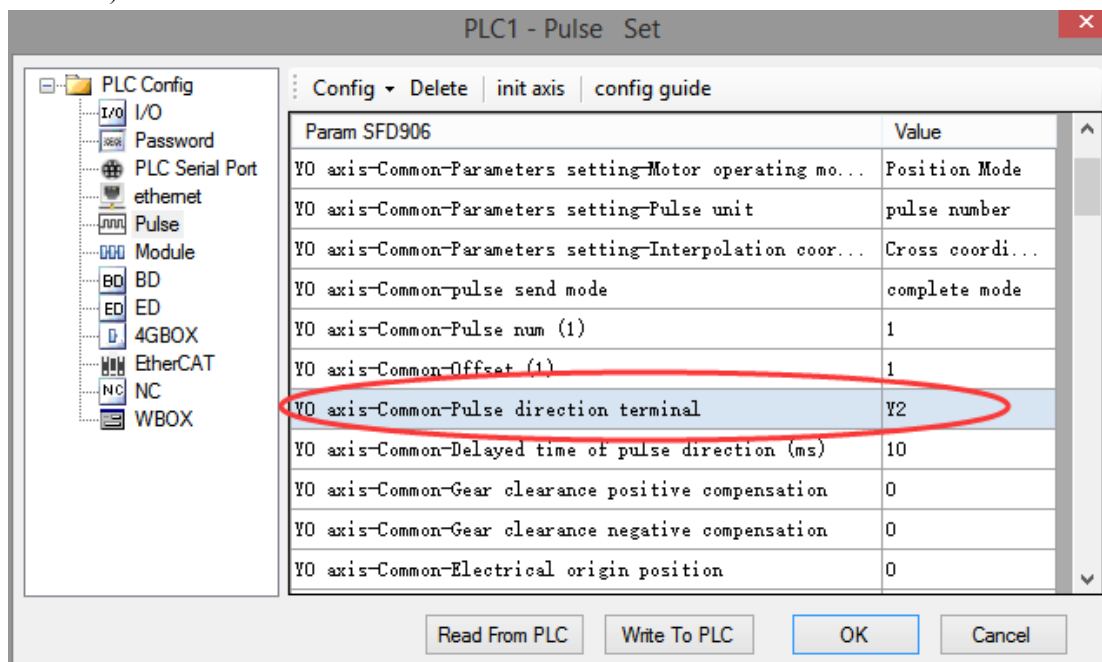 PLC1 - Pulse Set
PLC Config
I/O I/O
Password
PLC Serial Port
ethernet
Pulse
Module
BD BD
ED ED
4GBOX
EtherCAT
NC NC
WBOX
Config Delete init axis config guide
Param SFD906 Value
Y0 axis-Common-Parameters setting-Motor operating mo... Position Mode
Y0 axis-Common-Parameters setting-Pulse unit pulse number
Y0 axis-Common-Parameters setting-Interpolation coor... Cross coordi...
Y0 axis-Common-pulse send mode complete mode
Y0 axis-Common-Pulse num (1) 1
Y0 axis-Common-Offset (1) 1
Y0 axis-Common-Pulse direction terminal Y2
Y0 axis-Common-Delayed time of pulse direction (ms) 10
Y0 axis-Common-Gear clearance positive compensation 0
Y0 axis-Common-Gear clearance negative compensation 0
Y0 axis-Common-Electrical origin position 0
Read From PLC Write To PLC OK Cancel